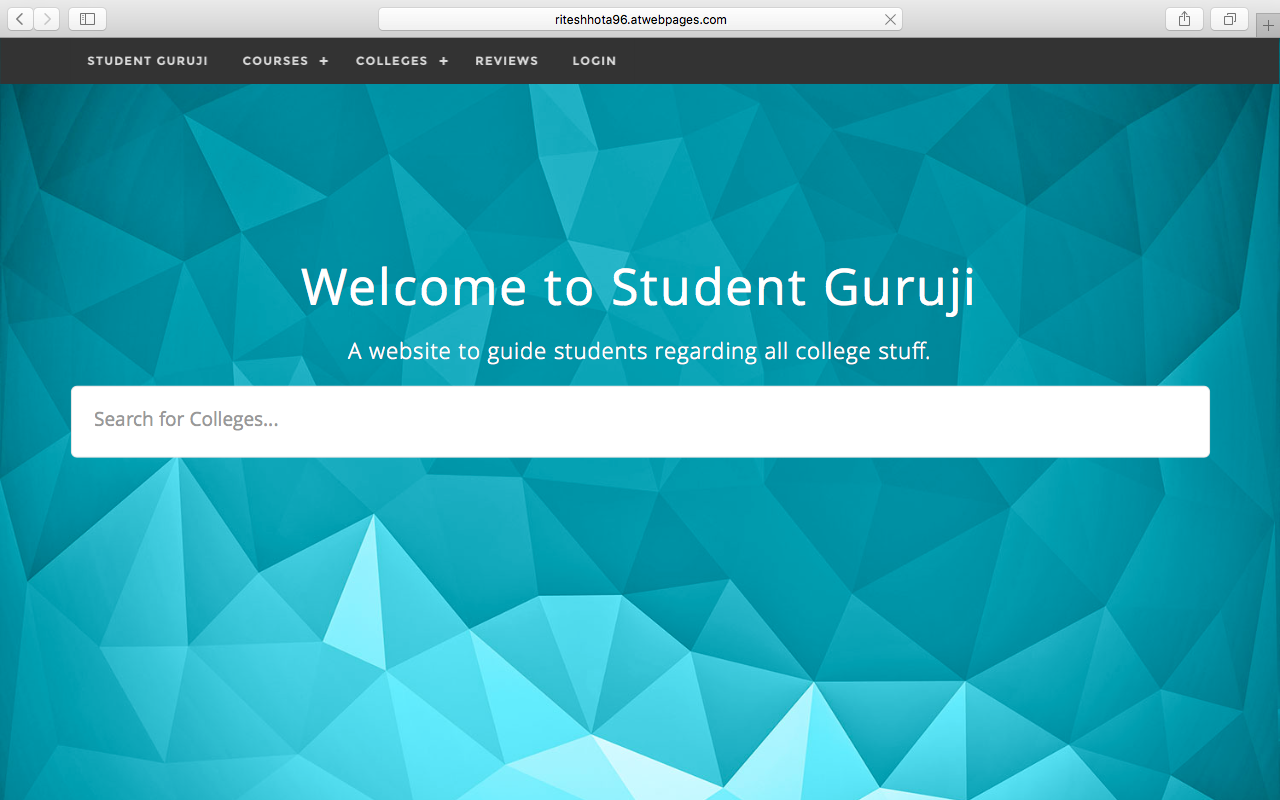 riteshhota96.atwebpages.com
STUDENT GURUJI COURSES + COLLEGES + REVIEWS LOGIN
Welcome to Student Guruji
A website to guide students regarding all college stuff.
Search for Colleges...